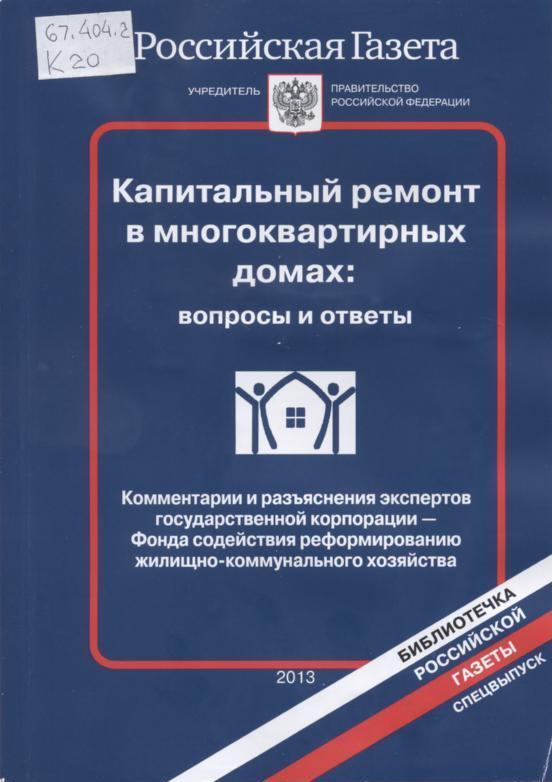 67.404.2
К20
Российская Газета
УЧРЕДИТЕЛЬ
ПРАВИТЕЛЬСТВО
РОССИЙСКОЙ ФЕДЕРАЦИИ
Капитальный ремонт
в многоквартирных
домах:
вопросы и ответы
Комментарии и разъяснения экспертов
государственной корпорации —
Фонда содействия реформированию
жилищно-коммунального хозяйства
БИБЛИОТЕЧКА
РОССИЙСКОЙ
ГАЗЕТЫ
СПЕЦВЫПУСК
2013